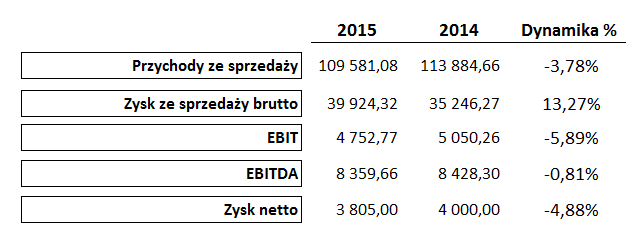 2015 2014 Dynamika %
Przychody ze sprzedaży 109 581,08 113 884,66 -3,78%
Zysk ze sprzedaży brutto 39 924,32 35 246,27 13,27%
EBIT 4 752,77 5 050,26 -5,89%
EBITDA 8 359,66 8 428,30 -0,81%
Zysk netto 3 805,00 4 000,00 -4,88%